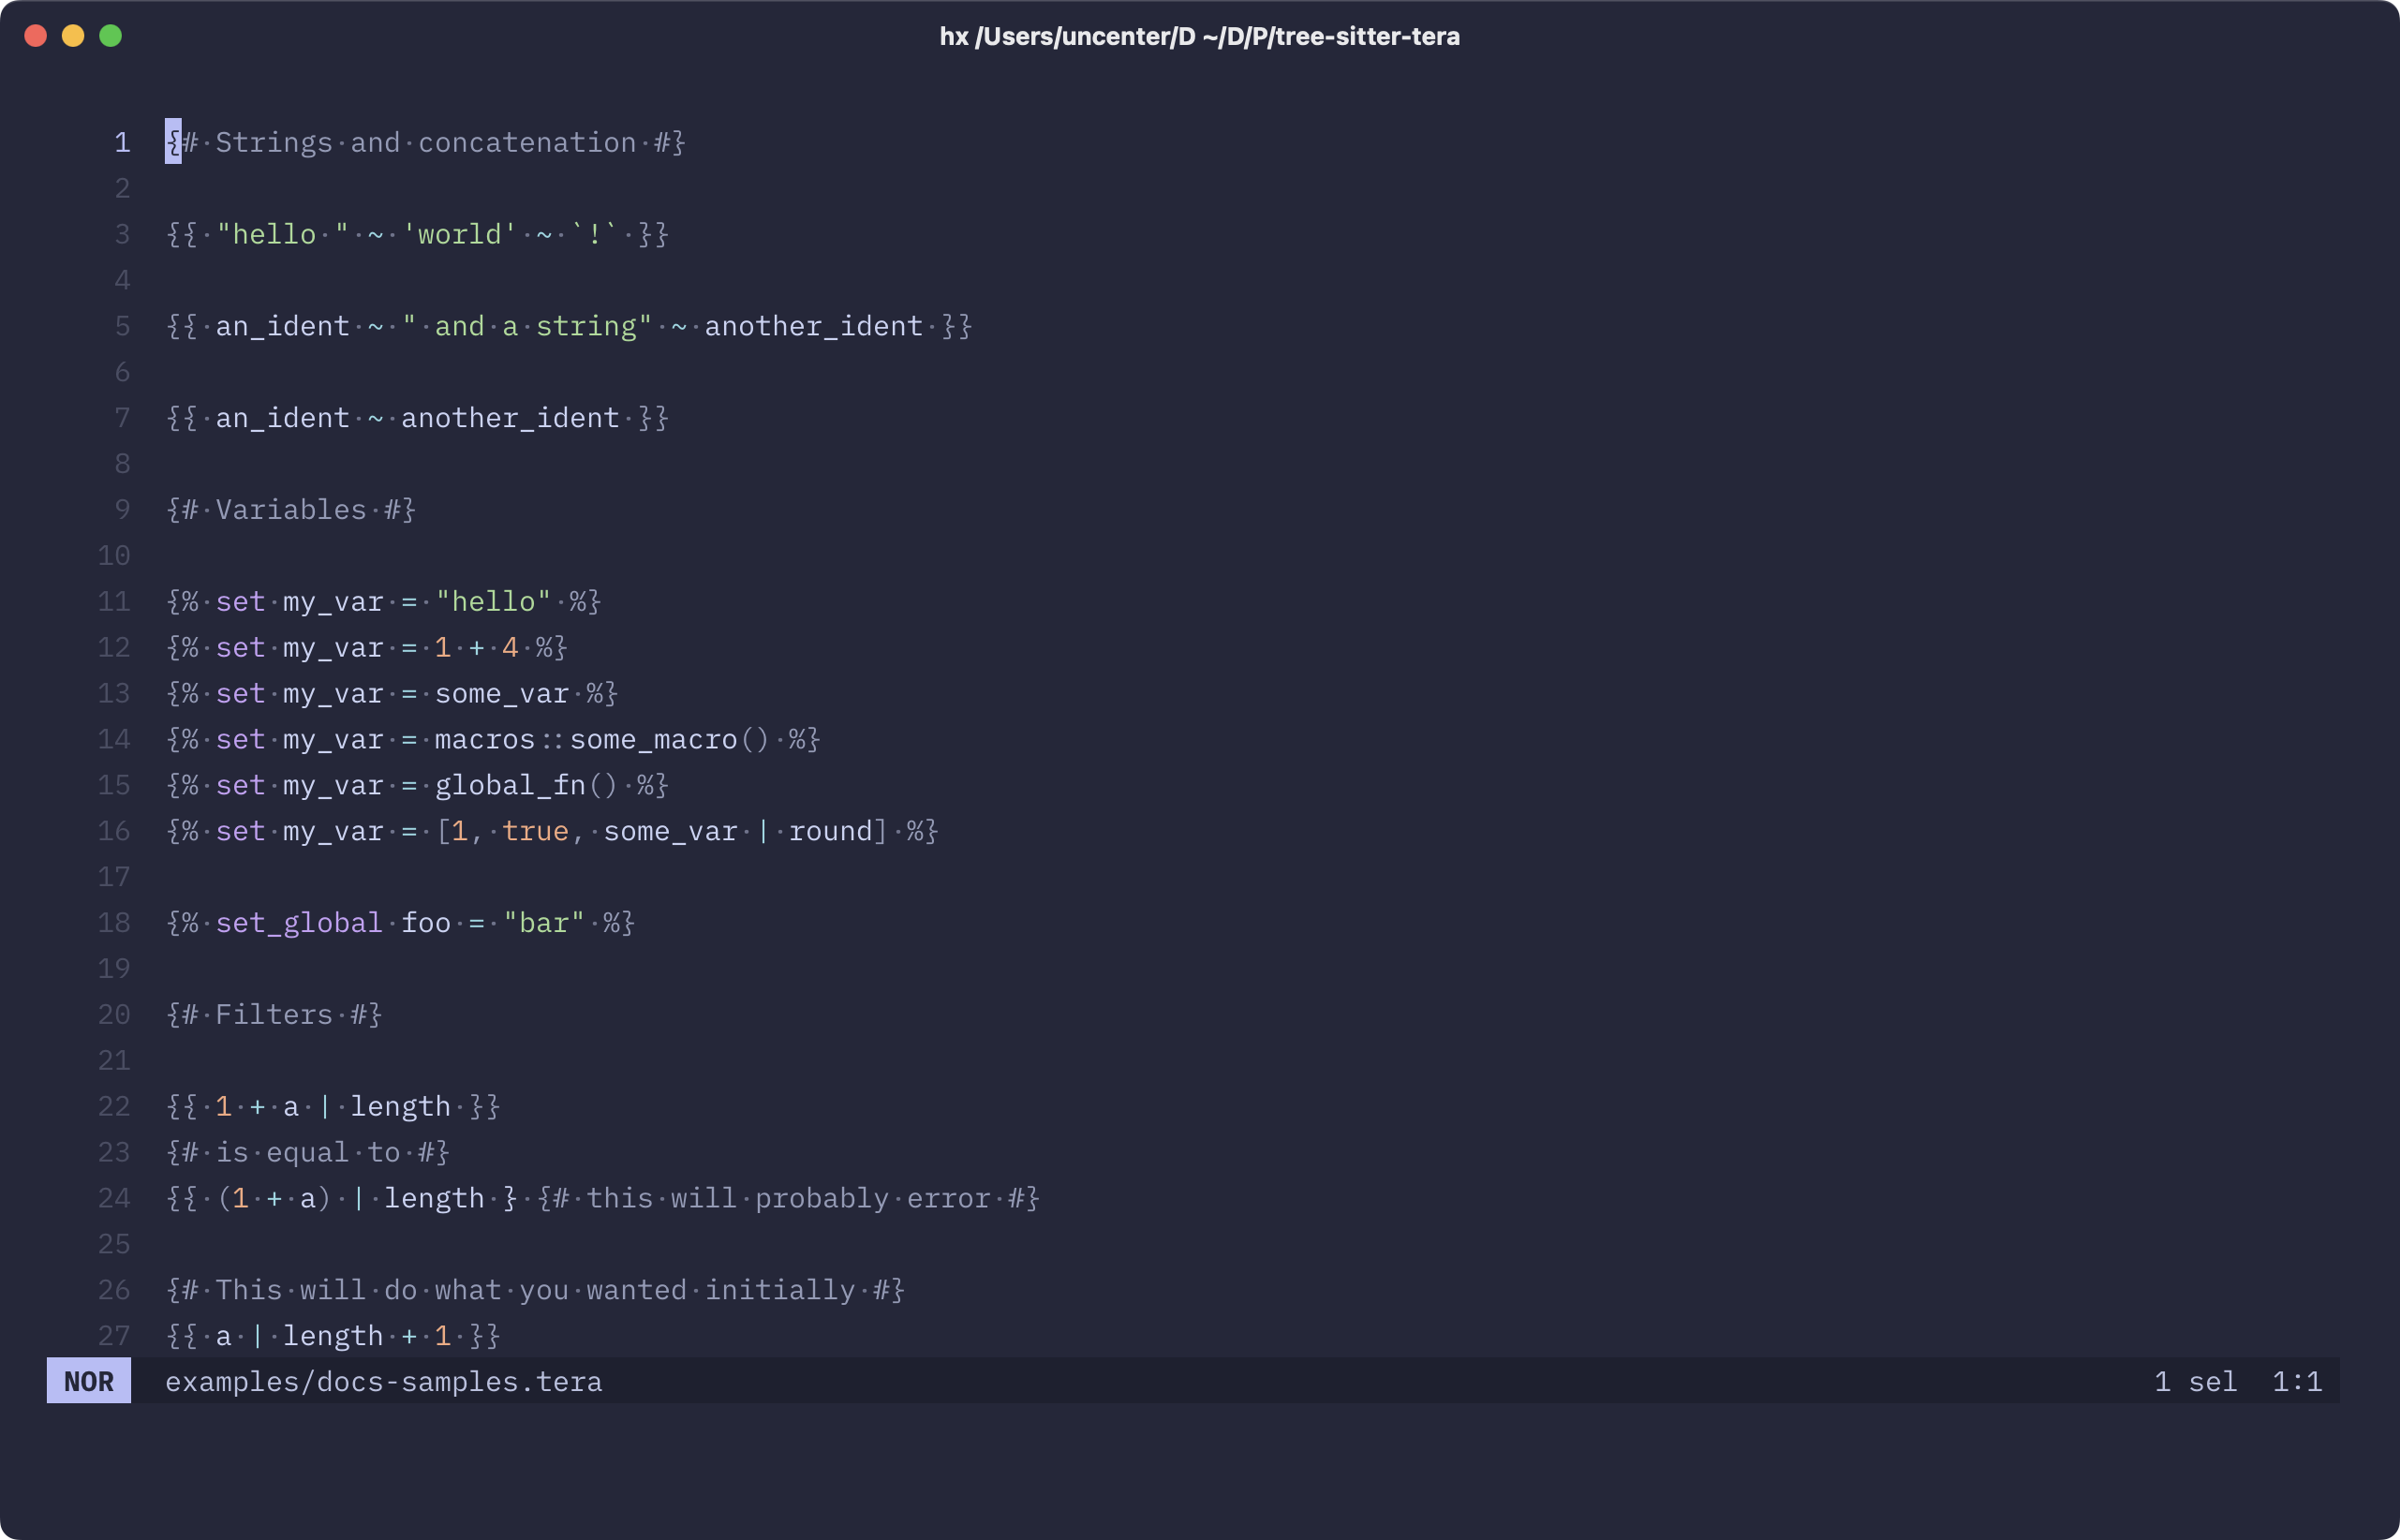 hx /Users/uncenter/D ~/D/P/tree-sitter-tera
1 {#·Strings·and·concatenation·#}
2
3 {{·"hello·"·~·'world'·~·`!`·}}
4
5 {{·an_ident·~·"·and·a·string"·~·another_ident·}}
6
7 {{·an_ident·~·another_ident·}}
8
9 {#·Variables·#}
10
11 {%·set·my_var·=·"hello"·%}
12 {%·set·my_var·=·1·+·4·%}
13 {%·set·my_var·=·some_var·%}
14 {%·set·my_var·=·macros::some_macro()·%}
15 {%·set·my_var·=·global_fn()·%}
16 {%·set·my_var·=·[1,·true,·some_var·|·round]·%}
17
18 {%·set_global·foo·=·"bar"·%}
19
20 {#·Filters·#}
21
22 {{·1·+·a·|·length·}}
23 {#·is·equal·to·#}
24 {{·(1·+·a)·|·length·}·{#·this·will·probably·error·#}
25
26 {#·This·will·do·what·you·wanted·initially·#}
27 {{·a·|·length·+·1·}}
NOR examples/docs-samples.tera 1 sel 1:1